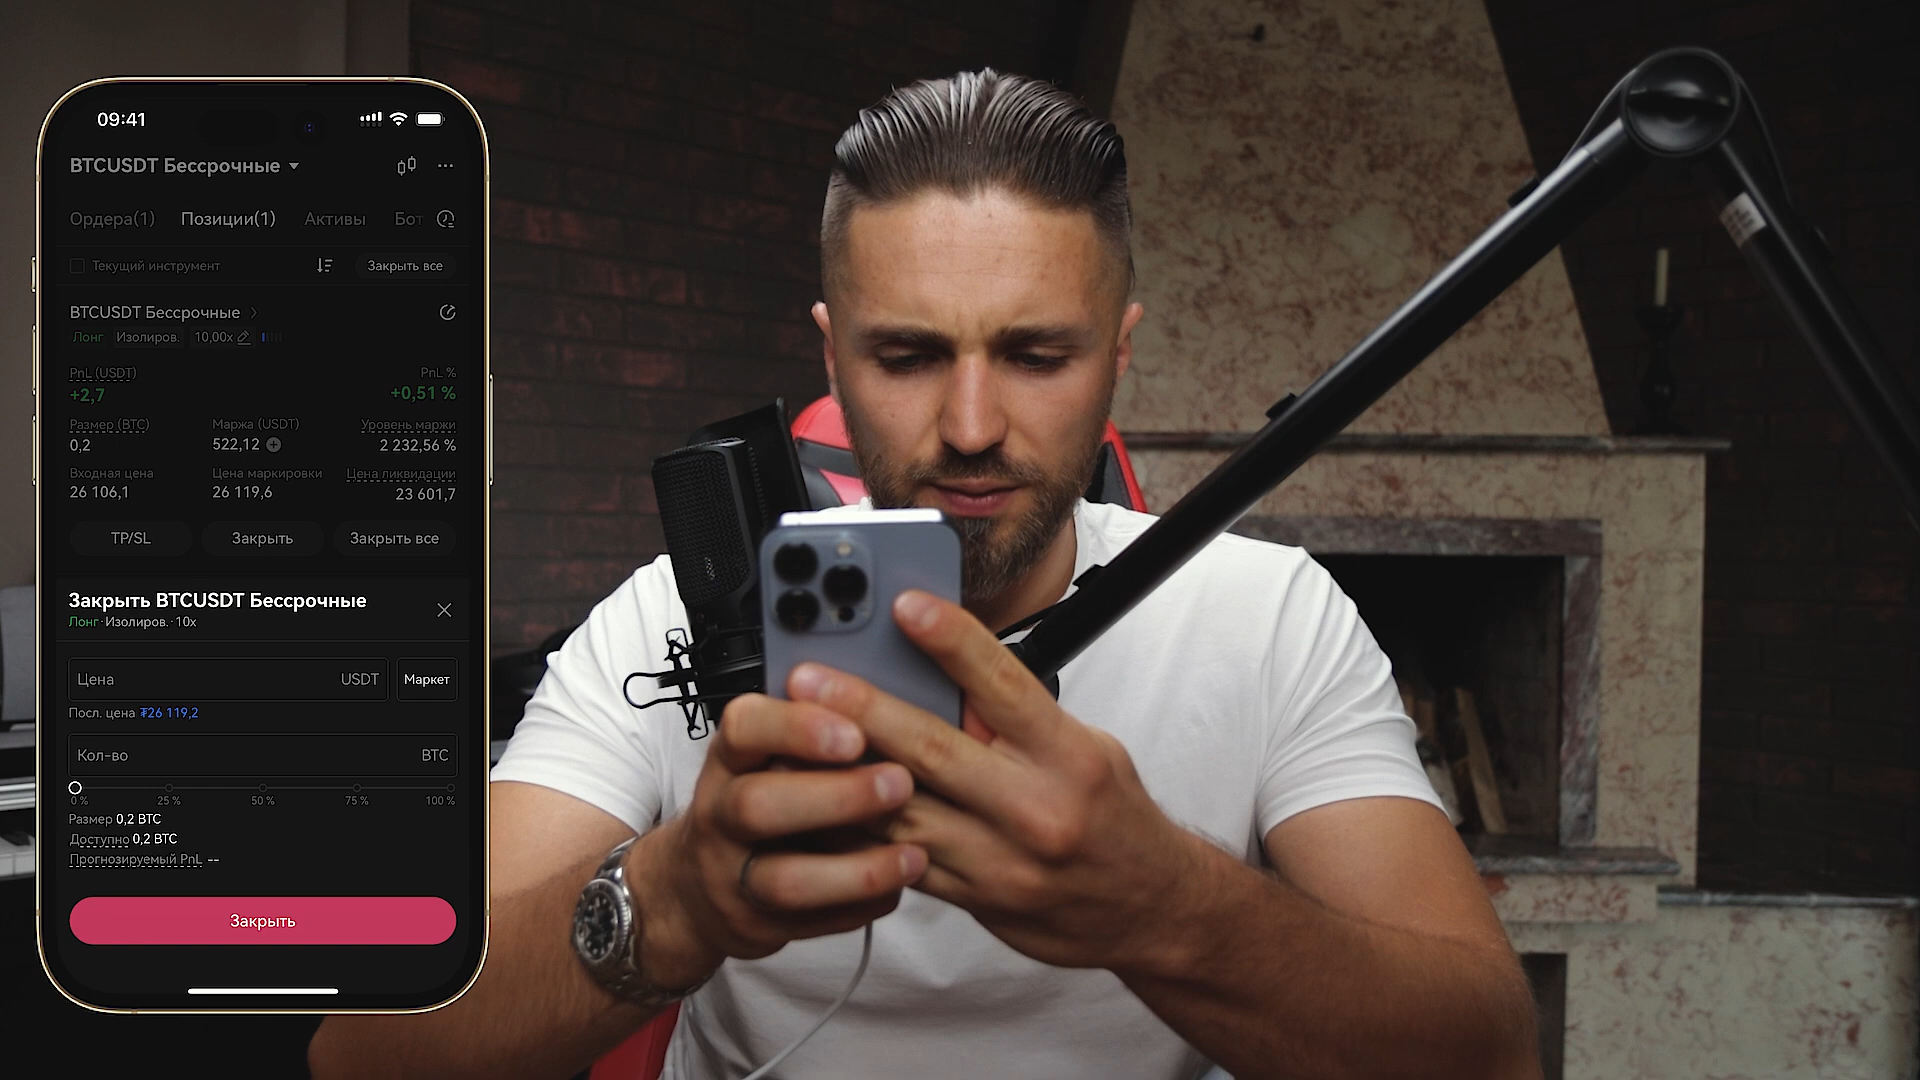 09:41
BTCUSDT Бессрочные
Ордера(1) Позиции(1) Активы Бот
Текущий инструмент Закрыть все
BTCUSDT Бессрочные
Лонг Изолиров. 10,00x
PnL (USDT) PnL %
+2,7 +0,51 %
Размер (BTC) Маржа (USDT) Уровень маржи
0,2 522,12 2 232,56 %
Входная цена Цена маркировки Цена ликвидации
26 106,1 26 119,6 23 601,7
TP/SL Закрыть Закрыть все
Закрыть BTCUSDT Бессрочные
Лонг·Изолиров.·10x
Цена USDT Маркет
Посл. цена ₮26 119,2
Кол-во BTC
0 % 25 % 50 % 75 % 100 %
Размер 0,2 BTC
Доступно 0,2 BTC
Прогнозируемый PnL --
Закрыть